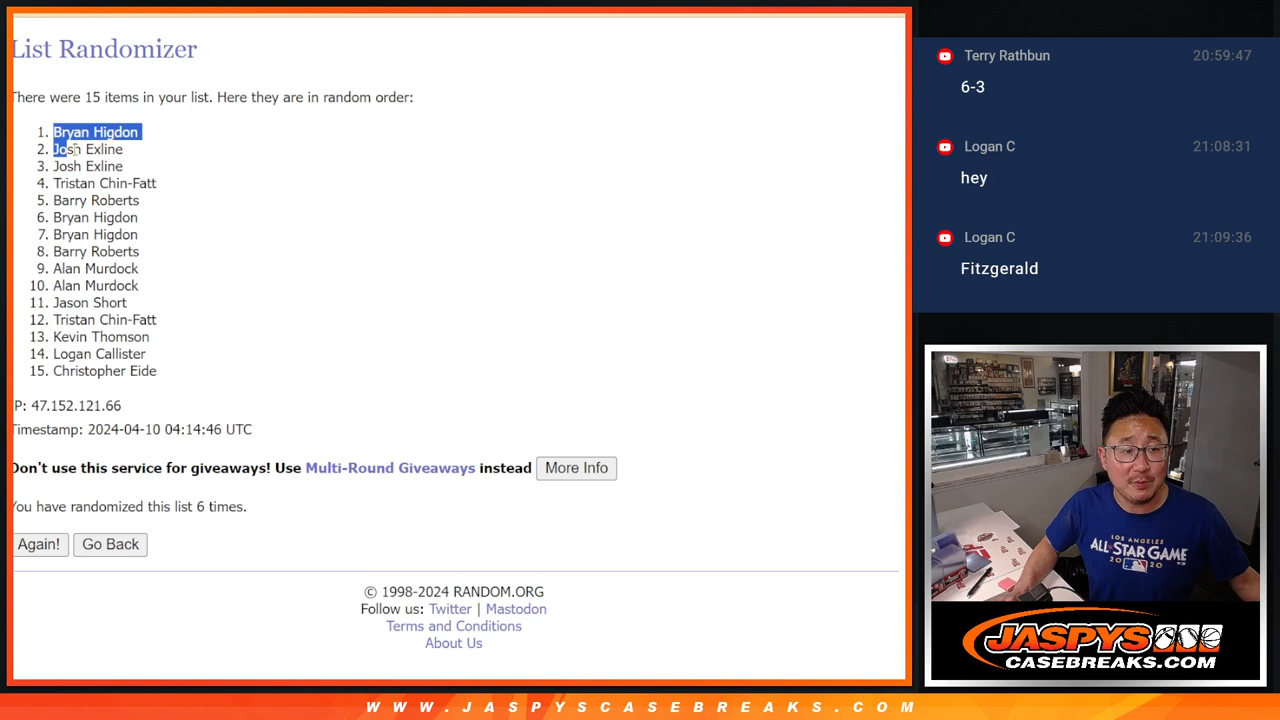 List Randomizer
There were 15 items in your list. Here they are in random order:
1. Bryan Higdon
2. Josh Exline
3. Josh Exline
4. Tristan Chin-Fatt
5. Barry Roberts
6. Bryan Higdon
7. Bryan Higdon
8. Barry Roberts
9. Alan Murdock
10. Alan Murdock
11. Jason Short
12. Tristan Chin-Fatt
13. Kevin Thomson
14. Logan Callister
15. Christopher Eide
P: 47.152.121.66
Timestamp: 2024-04-10 04:14:46 UTC
Don't use this service for giveaways! Use Multi-Round Giveaways instead More Info
You have randomized this list 6 times.
Again! Go Back
© 1998-2024 RANDOM.ORG
Follow us: Twitter | Mastodon
Terms and Conditions
About Us
Terry Rathbun 20:59:47
6-3
Logan C 21:08:31
hey
Logan C 21:09:36
Fitzgerald
LOS ANGELES
ALL-STAR GAME
2020
JASPYS
CASEBREAKS.COM
WWW.JASPYSCASEBREAKS.COM